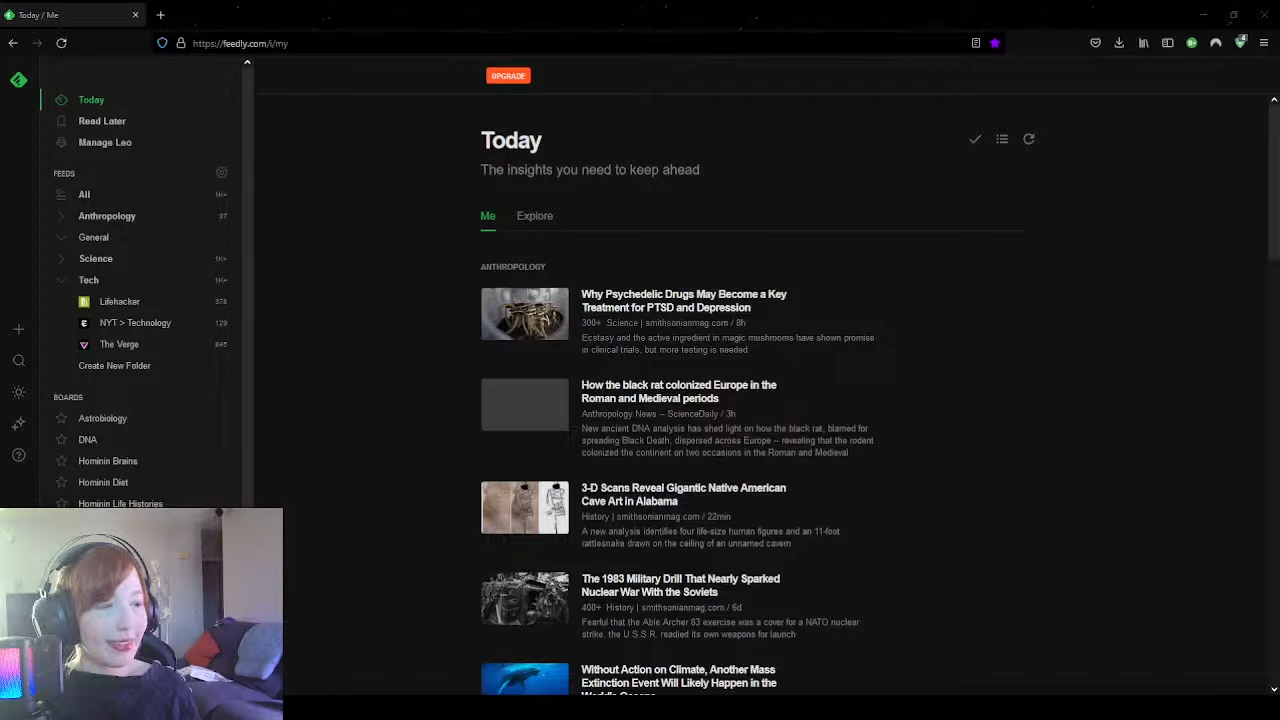 Today / Me
https://feedly.com/i/my
Today
Read Later
Manage Leo
FEEDS
All 1K+
Anthropology 37
General
Science 1K+
Tech 1K+
Lifehacker 378
NYT > Technology 129
The Verge
Create New Folder
BOARDS
Astrobiology
DNA
Hominin Brains
Hominin Diet
Hominin Life Histories
UPGRADE
Today
The insights you need to keep ahead
Me Explore
ANTHROPOLOGY
Why Psychedelic Drugs May Become a Key
Treatment for PTSD and Depression
300+ Science | smithsonianmag.com / 8h
Ecstasy and the active ingredient in magic mushrooms have shown promise
in clinical trials, but more testing is needed
How the black rat colonized Europe in the
Roman and Medieval periods
Anthropology News -- ScienceDaily / 3h
New ancient DNA analysis has shed light on how the black rat, blamed for
spreading Black Death, dispersed across Europe -- revealing that the rodent
colonized the continent on two occasions in the Roman and Medieval
3-D Scans Reveal Gigantic Native American
Cave Art in Alabama
History | smithsonianmag.com / 22min
A new analysis identifies four life-size human figures and an 11-foot
rattlesnake drawn on the ceiling of an unnamed cavern
The 1983 Military Drill That Nearly Sparked
Nuclear War With the Soviets
400+ History | smithsonianmag.com / 6d
Fearful that the Able Archer 83 exercise was a cover for a NATO nuclear
strike, the U.S.S.R. readied its own weapons for launch
Without Action on Climate, Another Mass
Extinction Event Will Likely Happen in the
World's Oceans